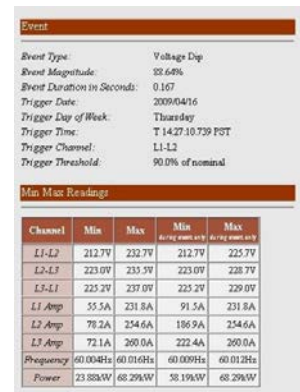 Event
Event Type: Voltage Dip
Event Magnitude: 88.64%
Event Duration in Seconds: 0.167
Trigger Date: 2009/04/16
Trigger Day of Week: Thursday
Trigger Time: T 14:27:10.739 PST
Trigger Channel: L1-L2
Trigger Threshold: 90.0% of nominal
Min Max Readings
Channel Min Max Min during event only Max during event only
L1-L2 212.7V 232.7V 212.7V 225.7V
L2-L3 223.0V 235.5V 223.0V 228.7V
L3-L1 225.2V 237.0V 225.2V 229.0V
L1 Amp 55.5A 231.8A 91.5A 231.8A
L2 Amp 78.2A 254.6A 186.9A 254.6A
L3 Amp 72.1A 260.0A 222.4A 260.0A
Frequency 60.004Hz 60.016Hz 60.009Hz 60.012Hz
Power 23.88kW 68.29kW 58.19kW 68.29kW